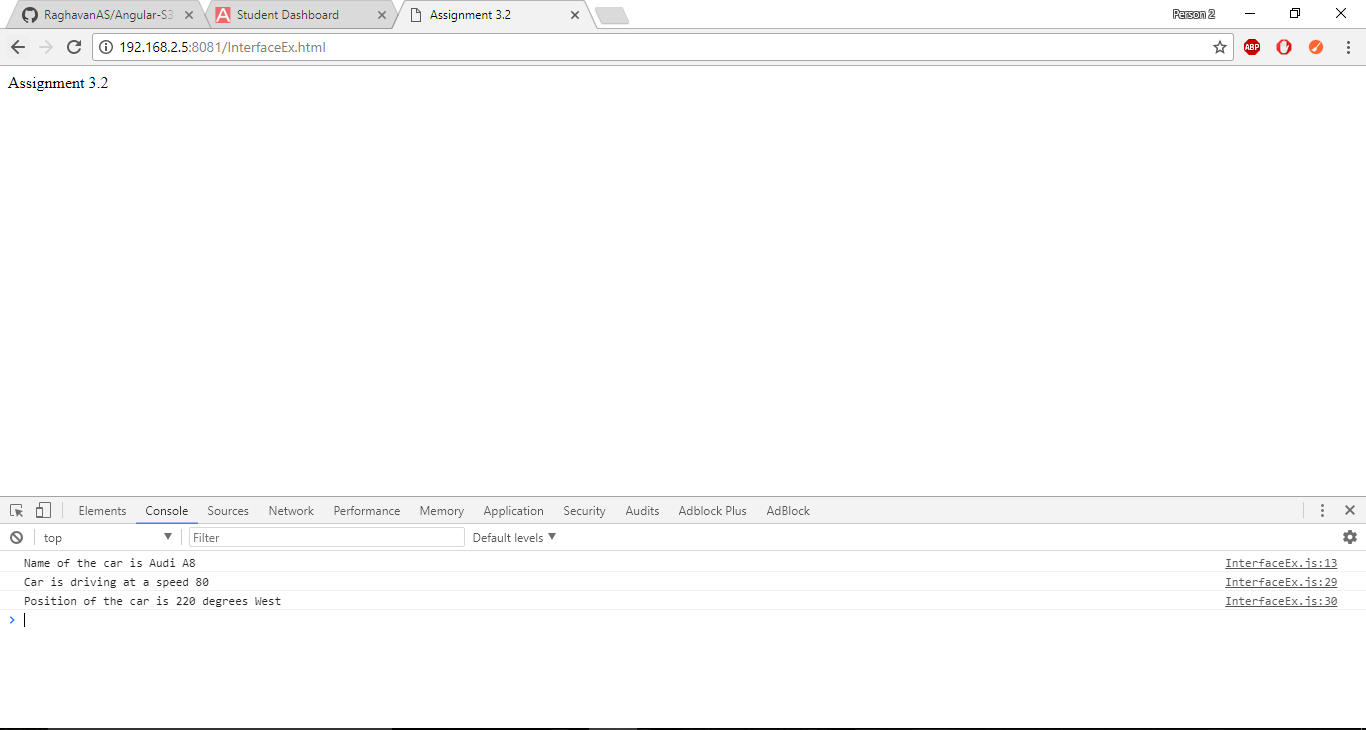 RaghavanAS/Angular-S3
Student Dashboard
Assignment 3.2
Person 2
192.168.2.5:8081/InterfaceEx.html
ABP
Assignment 3.2
Elements Console Sources Network Performance Memory Application Security Audits Adblock Plus AdBlock
top Filter Default levels
Name of the car is Audi A8 InterfaceEx.js:13
Car is driving at a speed 80 InterfaceEx.js:29
Position of the car is 220 degrees West InterfaceEx.js:30